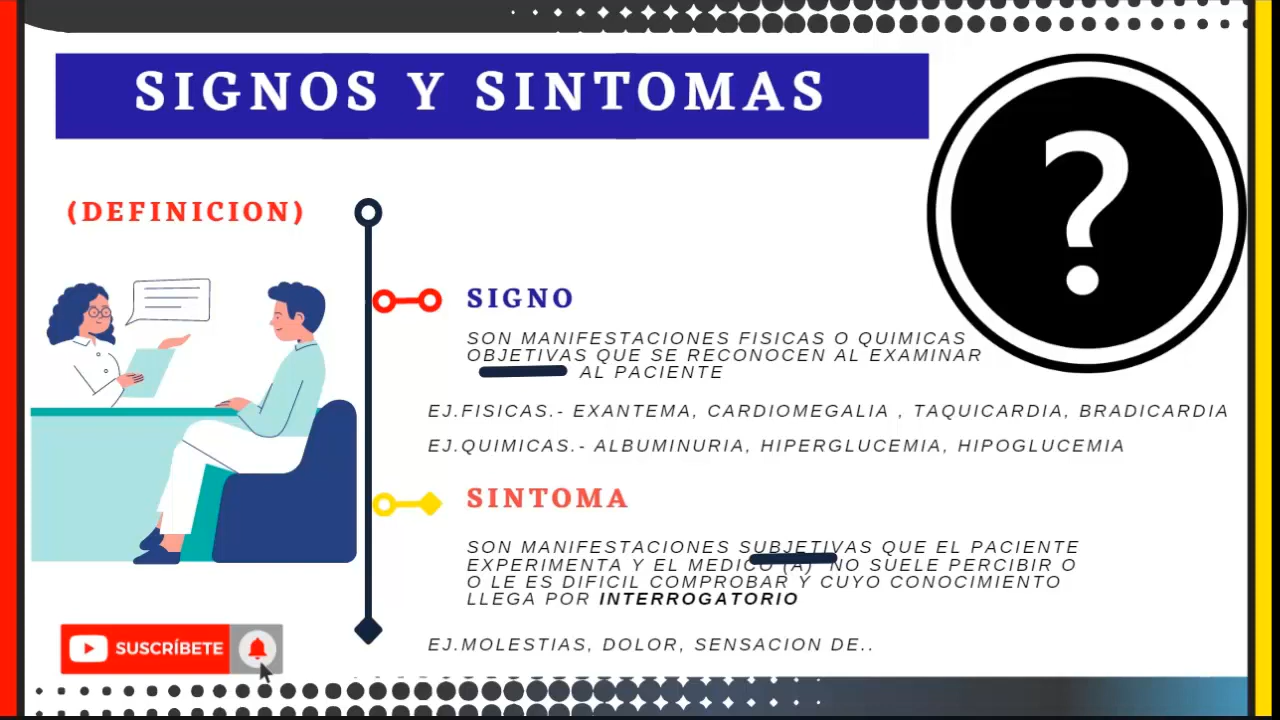 SIGNOS Y SINTOMAS
?
(DEFINICION)
SIGNO
SON MANIFESTACIONES FISICAS O QUIMICAS
OBJETIVAS QUE SE RECONOCEN AL EXAMINAR
AL PACIENTE
EJ.FISICAS.- EXANTEMA, CARDIOMEGALIA , TAQUICARDIA, BRADICARDIA
EJ.QUIMICAS.- ALBUMINURIA, HIPERGLUCEMIA, HIPOGLUCEMIA
SINTOMA
SON MANIFESTACIONES SUBJETIVAS QUE EL PACIENTE
EXPERIMENTA Y EL MEDICO (A) NO SUELE PERCIBIR O
O LE ES DIFICIL COMPROBAR Y CUYO CONOCIMIENTO
LLEGA POR INTERROGATORIO
EJ.MOLESTIAS, DOLOR, SENSACION DE..
SUSCRÍBETE